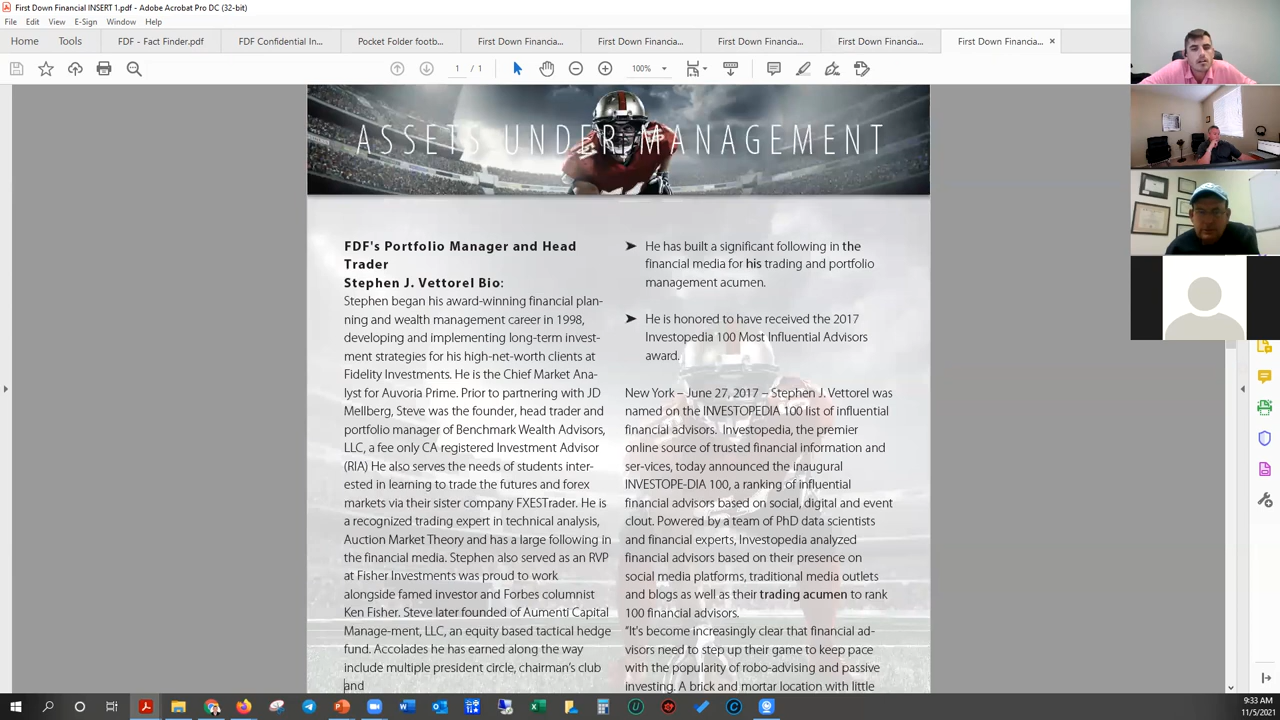 First Down Financial INSERT 1.pdf - Adobe Acrobat Pro DC (32-bit)
File Edit View E-Sign Window Help
Home Tools FDF - Fact Finder.pdf FDF Confidential In... Pocket Folder footb... First Down Financia... First Down Financia... First Down Financia... First Down Financia... First Down Financia... ×
1 / 1 100%
ASSETS UNDER MANAGEMENT
FDF's Portfolio Manager and Head
Trader
Stephen J. Vettorel Bio:
Stephen began his award-winning financial plan-
ning and wealth management career in 1998,
developing and implementing long-term invest-
ment strategies for his high-net-worth clients at
Fidelity Investments. He is the Chief Market Ana-
lyst for Auvoria Prime. Prior to partnering with JD
Mellberg, Steve was the founder, head trader and
portfolio manager of Benchmark Wealth Advisors,
LLC, a fee only CA registered Investment Advisor
(RIA) He also serves the needs of students inter-
ested in learning to trade the futures and forex
markets via their sister company FXESTrader. He is
a recognized trading expert in technical analysis,
Auction Market Theory and has a large following in
the financial media. Stephen also served as an RVP
at Fisher Investments was proud to work
alongside famed investor and Forbes columnist
Ken Fisher. Steve later founded of Aumenti Capital
Manage-ment, LLC, an equity based tactical hedge
fund. Accolades he has earned along the way
include multiple president circle, chairman's club
and
➤ He has built a significant following in the
financial media for his trading and portfolio
management acumen.
➤ He is honored to have received the 2017
Investopedia 100 Most Influential Advisors
award.
New York – June 27, 2017 – Stephen J. Vettorel was
named on the INVESTOPEDIA 100 list of influential
financial advisors. Investopedia, the premier
online source of trusted financial information and
ser-vices, today announced the inaugural
INVESTOPE-DIA 100, a ranking of influential
financial advisors based on social, digital and event
clout. Powered by a team of PhD data scientists
and financial experts, Investopedia analyzed
financial advisors based on their presence on
social media platforms, traditional media outlets
and blogs as well as their trading acumen to rank
100 financial advisors.
“It's become increasingly clear that financial ad-
visors need to step up their game to keep pace
with the popularity of robo-advising and passive
investing. A brick and mortar location with little
9:33 AM
11/5/2021